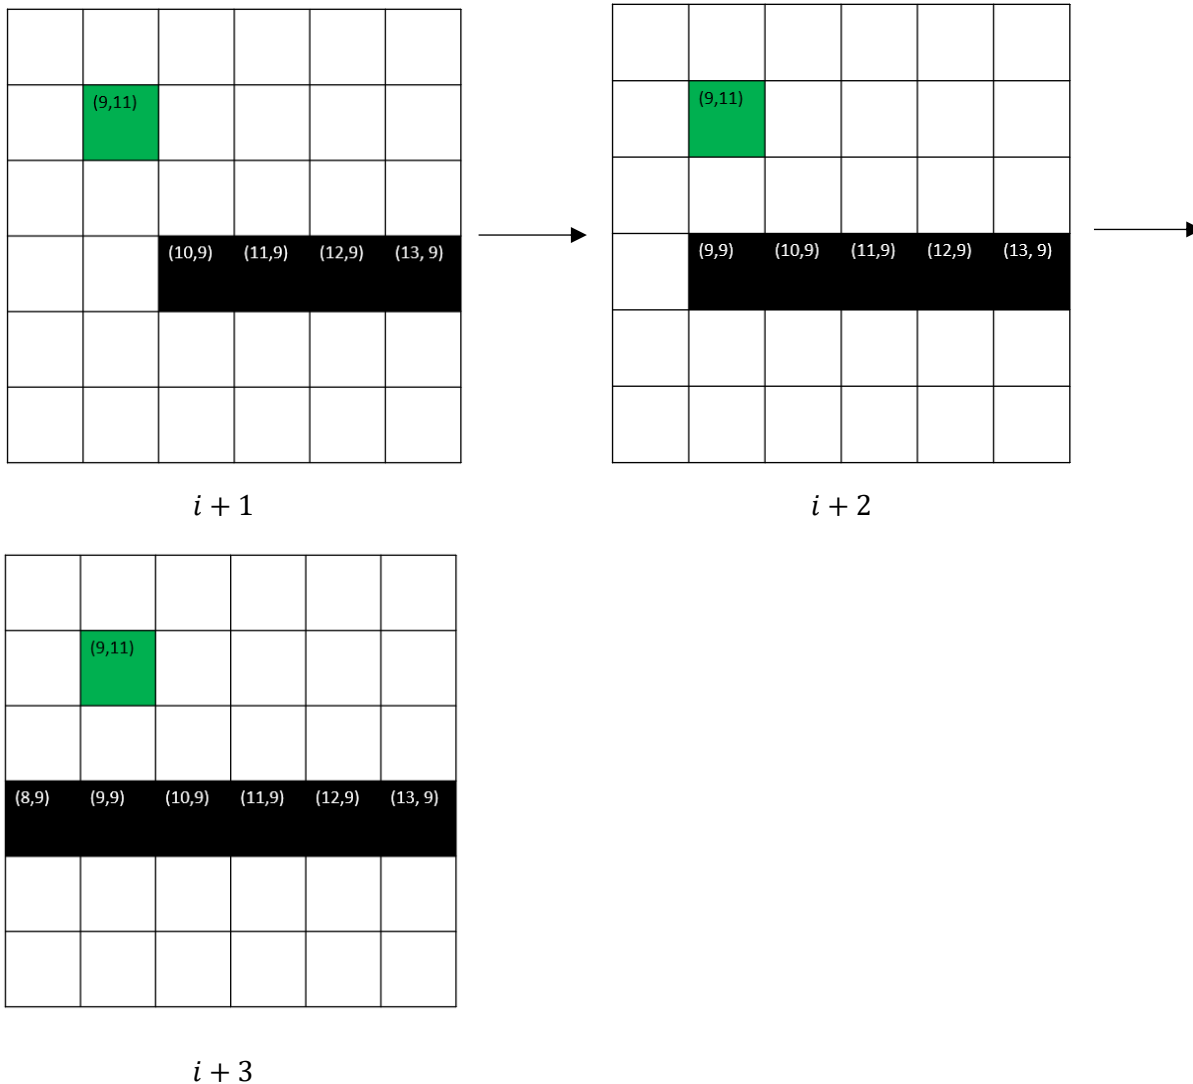 (9,11)
(10,9) (11,9) (12,9) (13, 9)
i + 1
(9,11)
(9,9) (10,9) (11,9) (12,9) (13, 9)
i + 2
(9,11)
(8,9) (9,9) (10,9) (11,9) (12,9) (13, 9)
i + 3